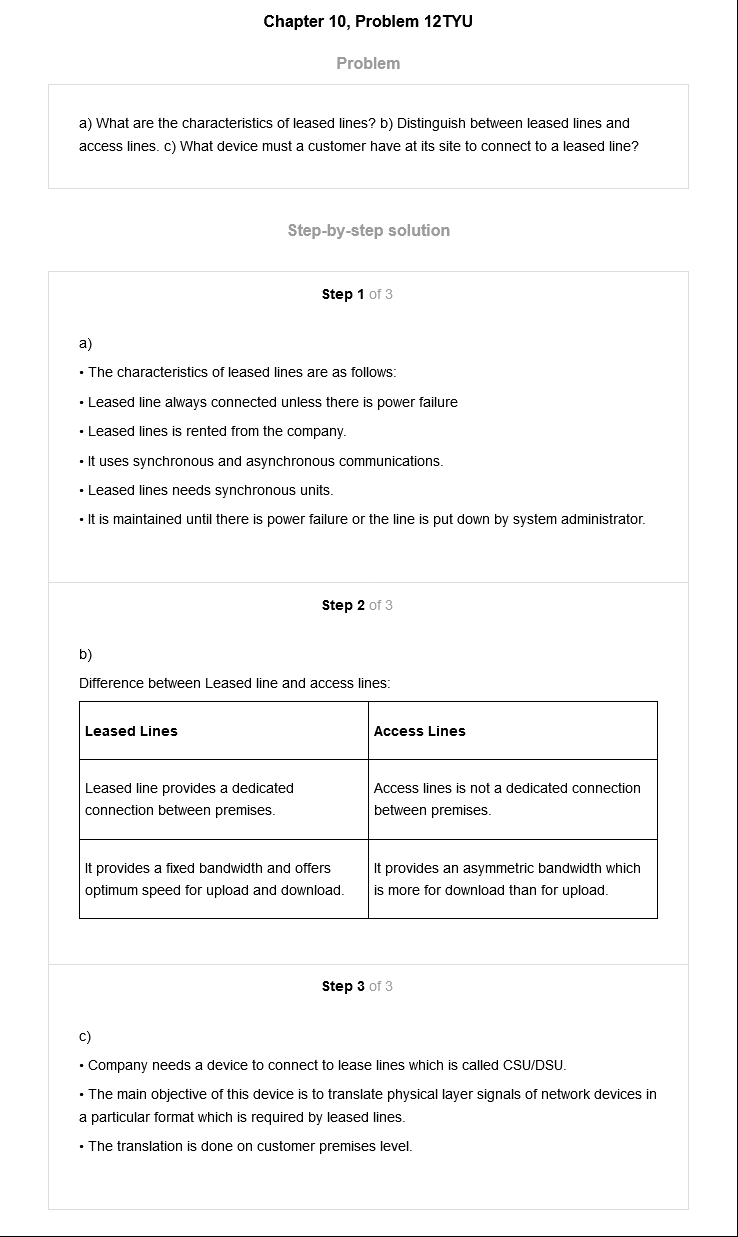 Chapter 10, Problem 12TYU
Problem
a) What are the characteristics of leased lines? b) Distinguish between leased lines and
access lines. c) What device must a customer have at its site to connect to a leased line?
Step-by-step solution
Step 1 of 3
a)
• The characteristics of leased lines are as follows:
• Leased line always connected unless there is power failure
• Leased lines is rented from the company.
• It uses synchronous and asynchronous communications.
• Leased lines needs synchronous units.
• It is maintained until there is power failure or the line is put down by system administrator.
Step 2 of 3
b)
Difference between Leased line and access lines:
Leased Lines
Access Lines
Leased line provides a dedicated
connection between premises.
Access lines is not a dedicated connection
between premises.
It provides a fixed bandwidth and offers
optimum speed for upload and download.
It provides an asymmetric bandwidth which
is more for download than for upload.
Step 3 of 3
c)
• Company needs a device to connect to lease lines which is called CSU/DSU.
• The main objective of this device is to translate physical layer signals of network devices in
a particular format which is required by leased lines.
• The translation is done on customer premises level.